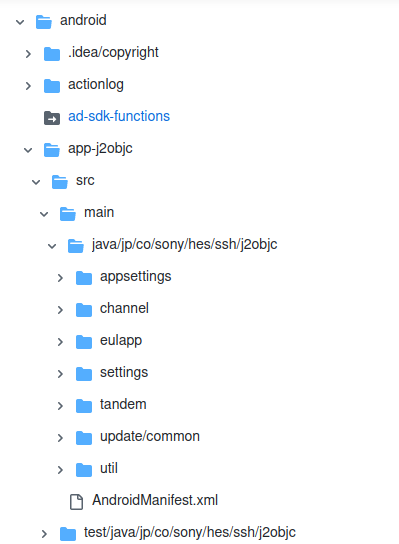 android
.idea/copyright
actionlog
ad-sdk-functions
app-j2objc
src
main
java/jp/co/sony/hes/ssh/j2objc
appsettings
channel
eulapp
settings
tandem
update/common
util
AndroidManifest.xml
test/java/jp/co/sony/hes/ssh/j2objc